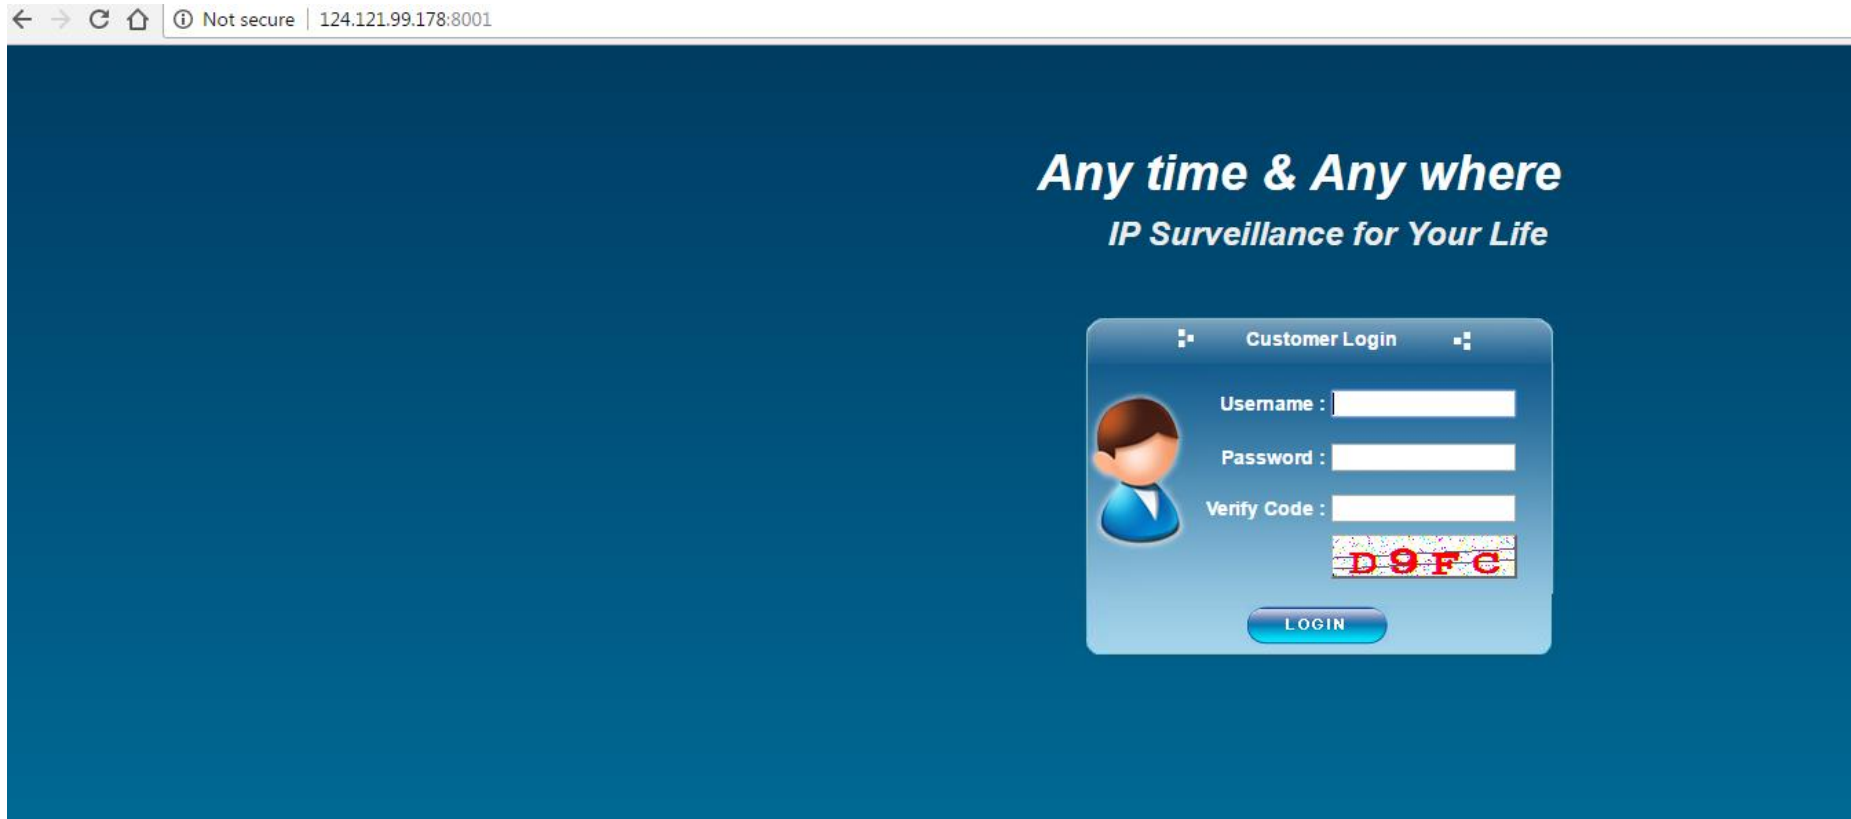 Not secure | 124.121.99.178:8001
Any time & Any where
IP Surveillance for Your Life
Customer Login
Username :
Password :
Verify Code :
D9FC
LOGIN